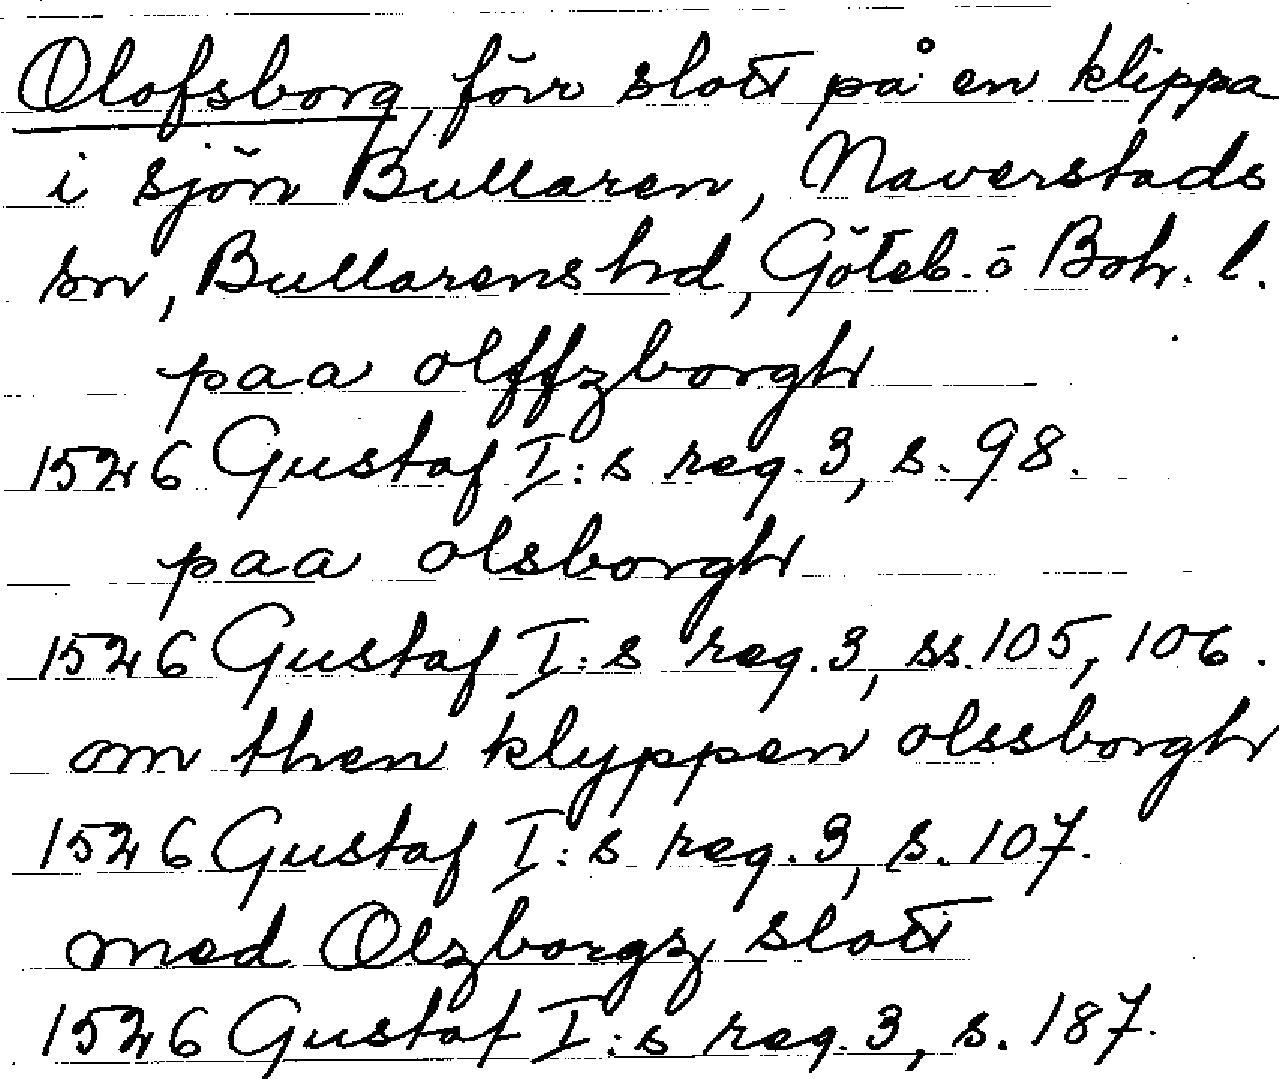 Olofsborg, förr slott på en klippa
i sjön Bullaren, Naverstads
sn, Bullarens hd, Göteb. o Boh. l.
paa olffzborgh
1526 Gustaf I:s reg. 3, s. 98.
paa olsborgh
1526 Gustaf I:s reg. 3, ss. 105, 106.
om then klyppen olssborgh
1526 Gustaf I:s reg. 3, s. 107.
med Olzborgz slott
1526 Gustaf I:s reg. 3, s. 187.